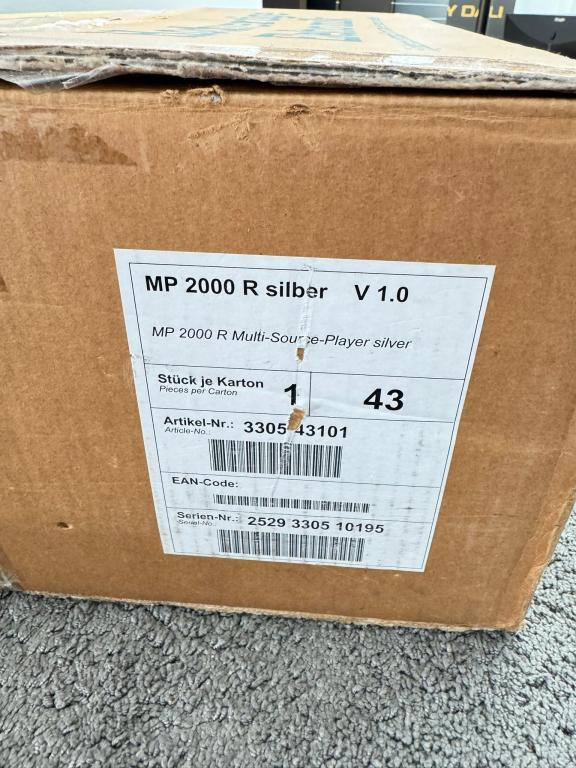 Y DALI
MP 2000 R silber V 1.0
MP 2000 R Multi-Source-Player silver
Stück je Karton 1 43
Pieces per Carton
Artikel-Nr.: 3305 43101
Article-No.:
EAN-Code:
Serien-Nr.: 2529 3305 10195
Serial-No.: